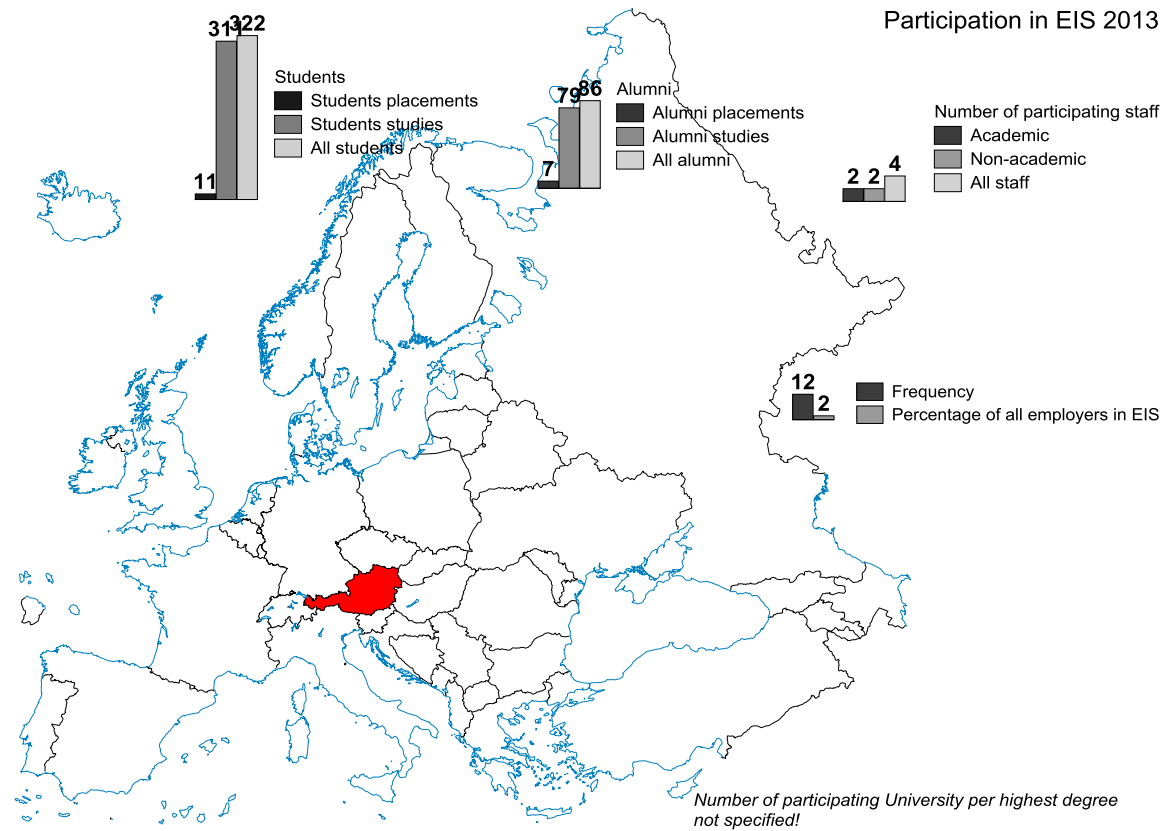 Participation in EIS 2013
311 322
11
Students
Students placements
Students studies
All students
79 86
7
Alumni
Alumni placements
Alumni studies
All alumni
2 2 4
Number of participating staff
Academic
Non-academic
All staff
12
2
Frequency
Percentage of all employers in EIS
Number of participating University per highest degree
not specified!